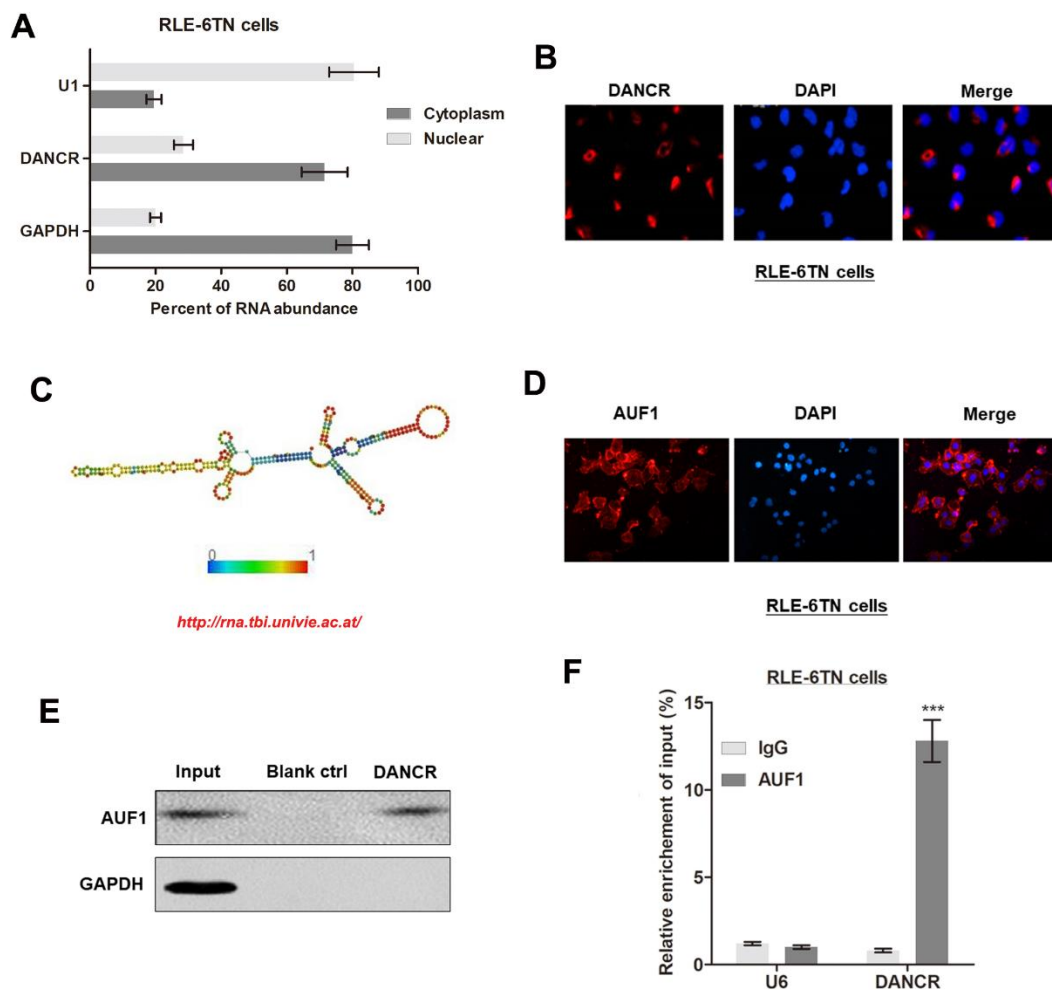 A
RLE-6TN cells
U1
DANCR
GAPDH
Cytoplasm
Nuclear
0 20 40 60 80 100
Percent of RNA abundance
B
DANCR DAPI Merge
RLE-6TN cells
C
0 1
http://rna.tbi.univie.ac.at/
D
AUF1 DAPI Merge
RLE-6TN cells
E
Input Blank ctrl DANCR
AUF1
GAPDH
F
RLE-6TN cells
Relative enrichment of input (%)
15
10
5
0
IgG
AUF1
***
U6 DANCR